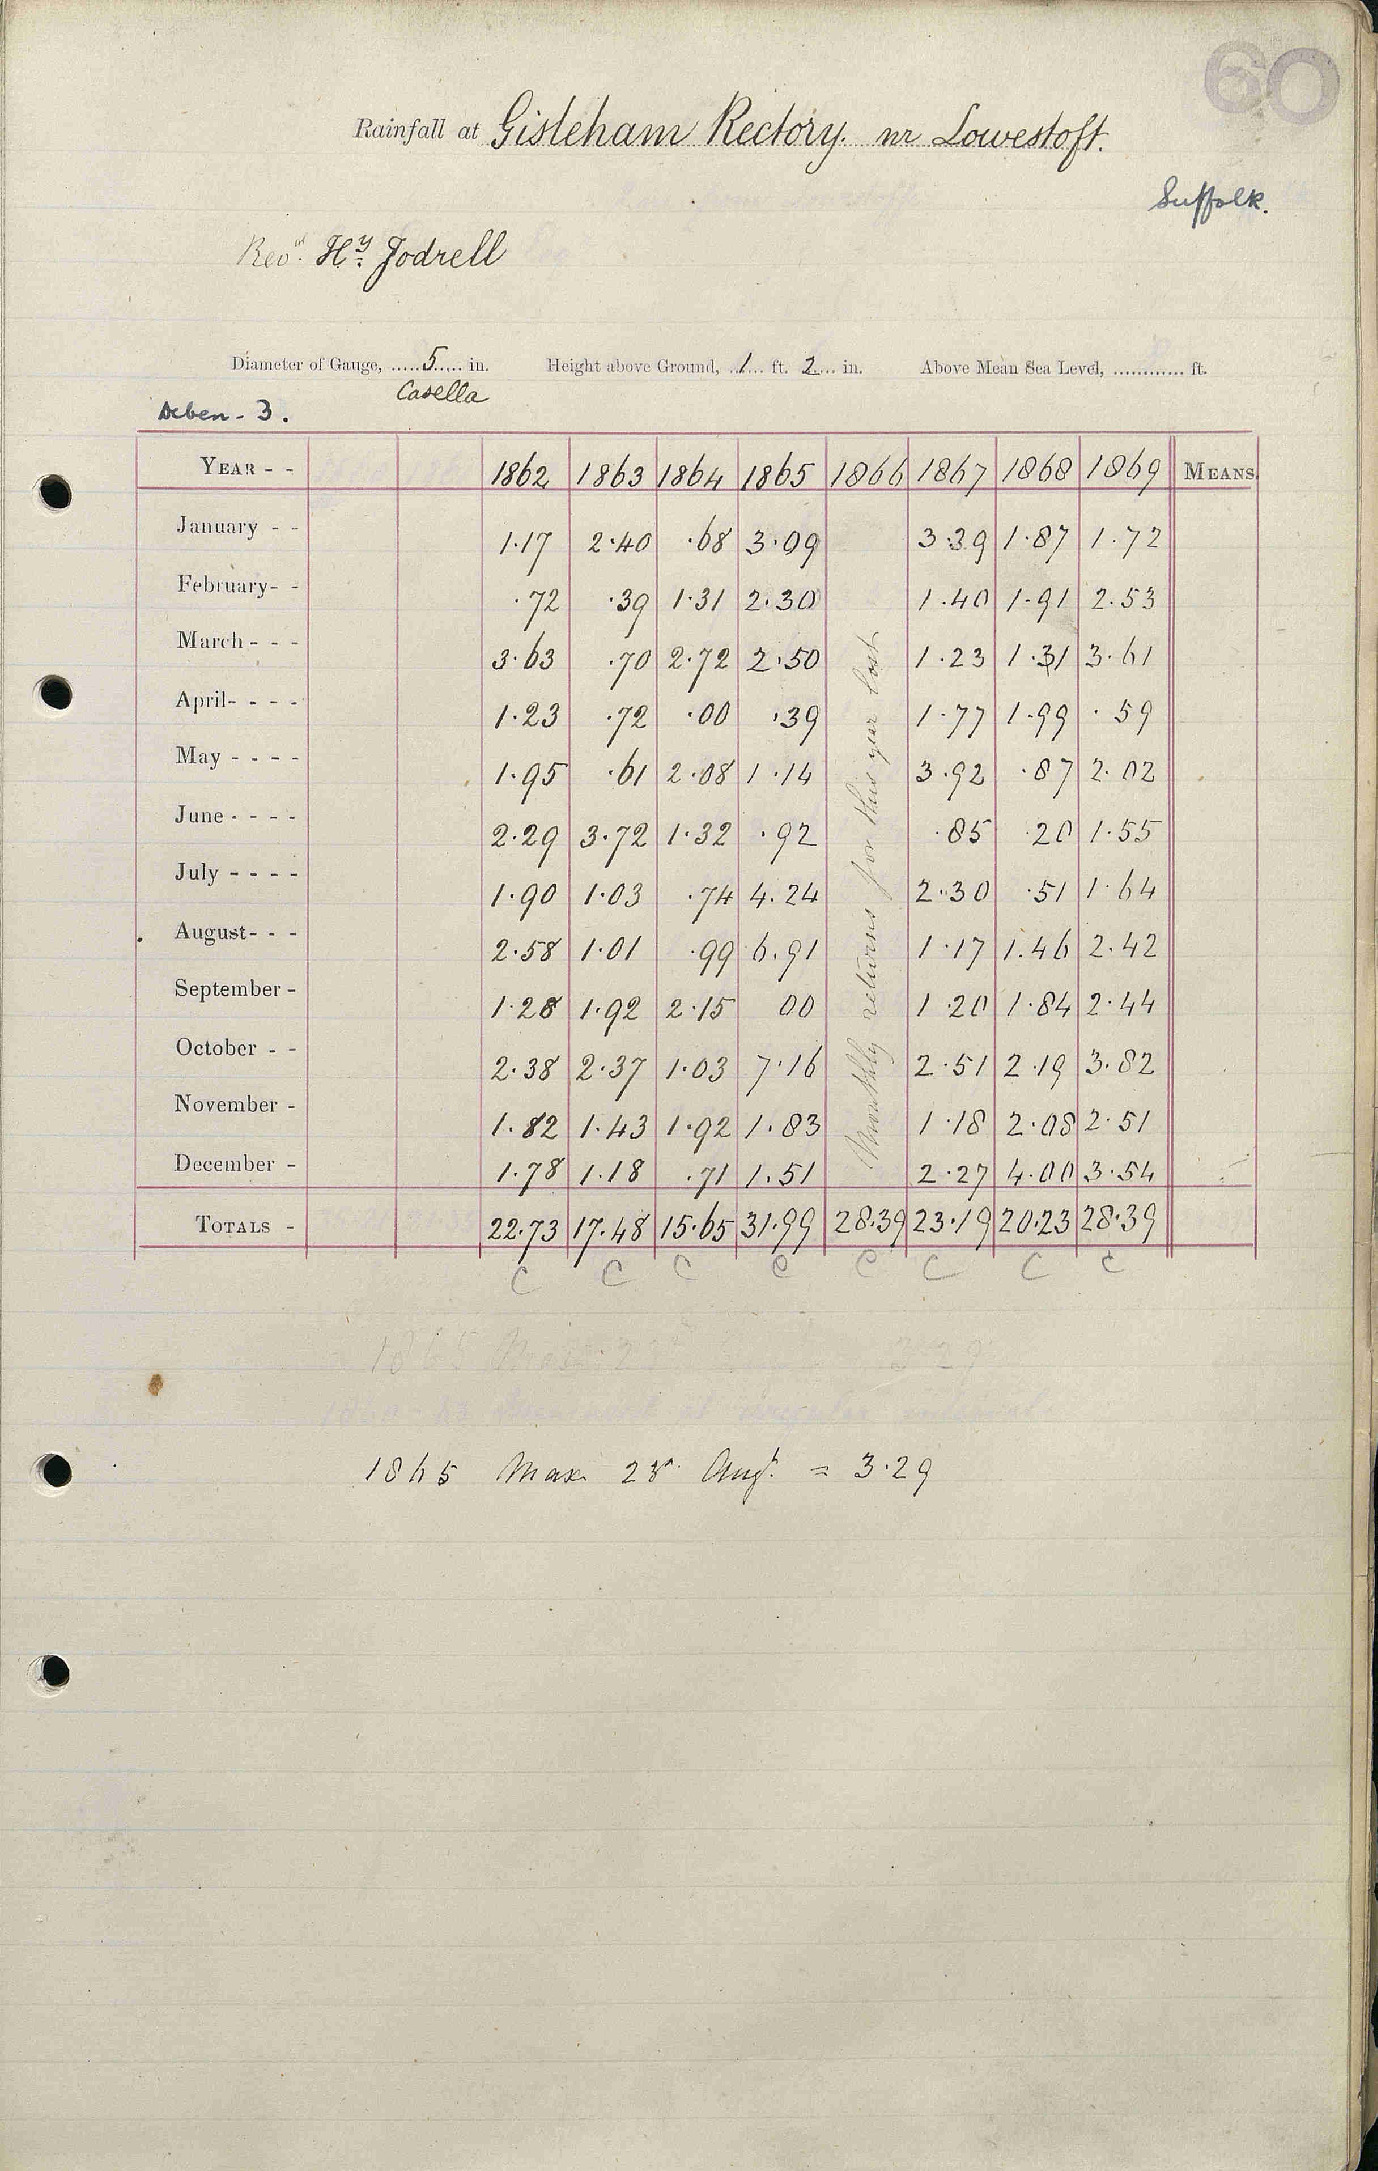 60
Rainfall at Gisleham Rectory. nr Lowestoft.
Suffolk.
Revd. Hy. Jodrell
Diameter of Gauge, ......5...... in. Height above Ground, ..1.... ft. 2.... in. Above Mean Sea Level, ............ ft.
Casella
Deben - 3.
YEAR - - 1862 1863 1864 1865 1866 1867 1868 1869 MEANS.
January - - 1.17 2.40 .68 3.09 3.39 1.87 1.72
February - - .72 .39 1.31 2.30 1.40 1.91 2.53
March - - - 3.63 .70 2.72 2.50 1.23 1.31 3.61
April - - - - 1.23 .72 .00 .39 1.77 1.99 .59
May - - - - 1.95 .61 2.08 1.14 3.92 .87 2.02
June - - - - 2.29 3.72 1.32 .92 .85 .20 1.55
July - - - - 1.90 1.03 .74 4.24 2.30 .51 1.64
August - - - 2.58 1.01 .99 6.91 1.17 1.46 2.42
September - 1.28 1.92 2.15 00 1.20 1.84 2.44
October - - 2.38 2.37 1.03 7.16 2.51 2.19 3.82
November - 1.82 1.43 1.92 1.83 1.18 2.08 2.51
December - 1.78 1.18 .71 1.51 2.27 4.00 3.54
Monthly returns for this year lost
TOTALS - 22.73 17.48 15.65 31.99 28.39 23.19 20.23 28.39
C C C C C C C C
1865 Max 23rd Augt. = 3.29